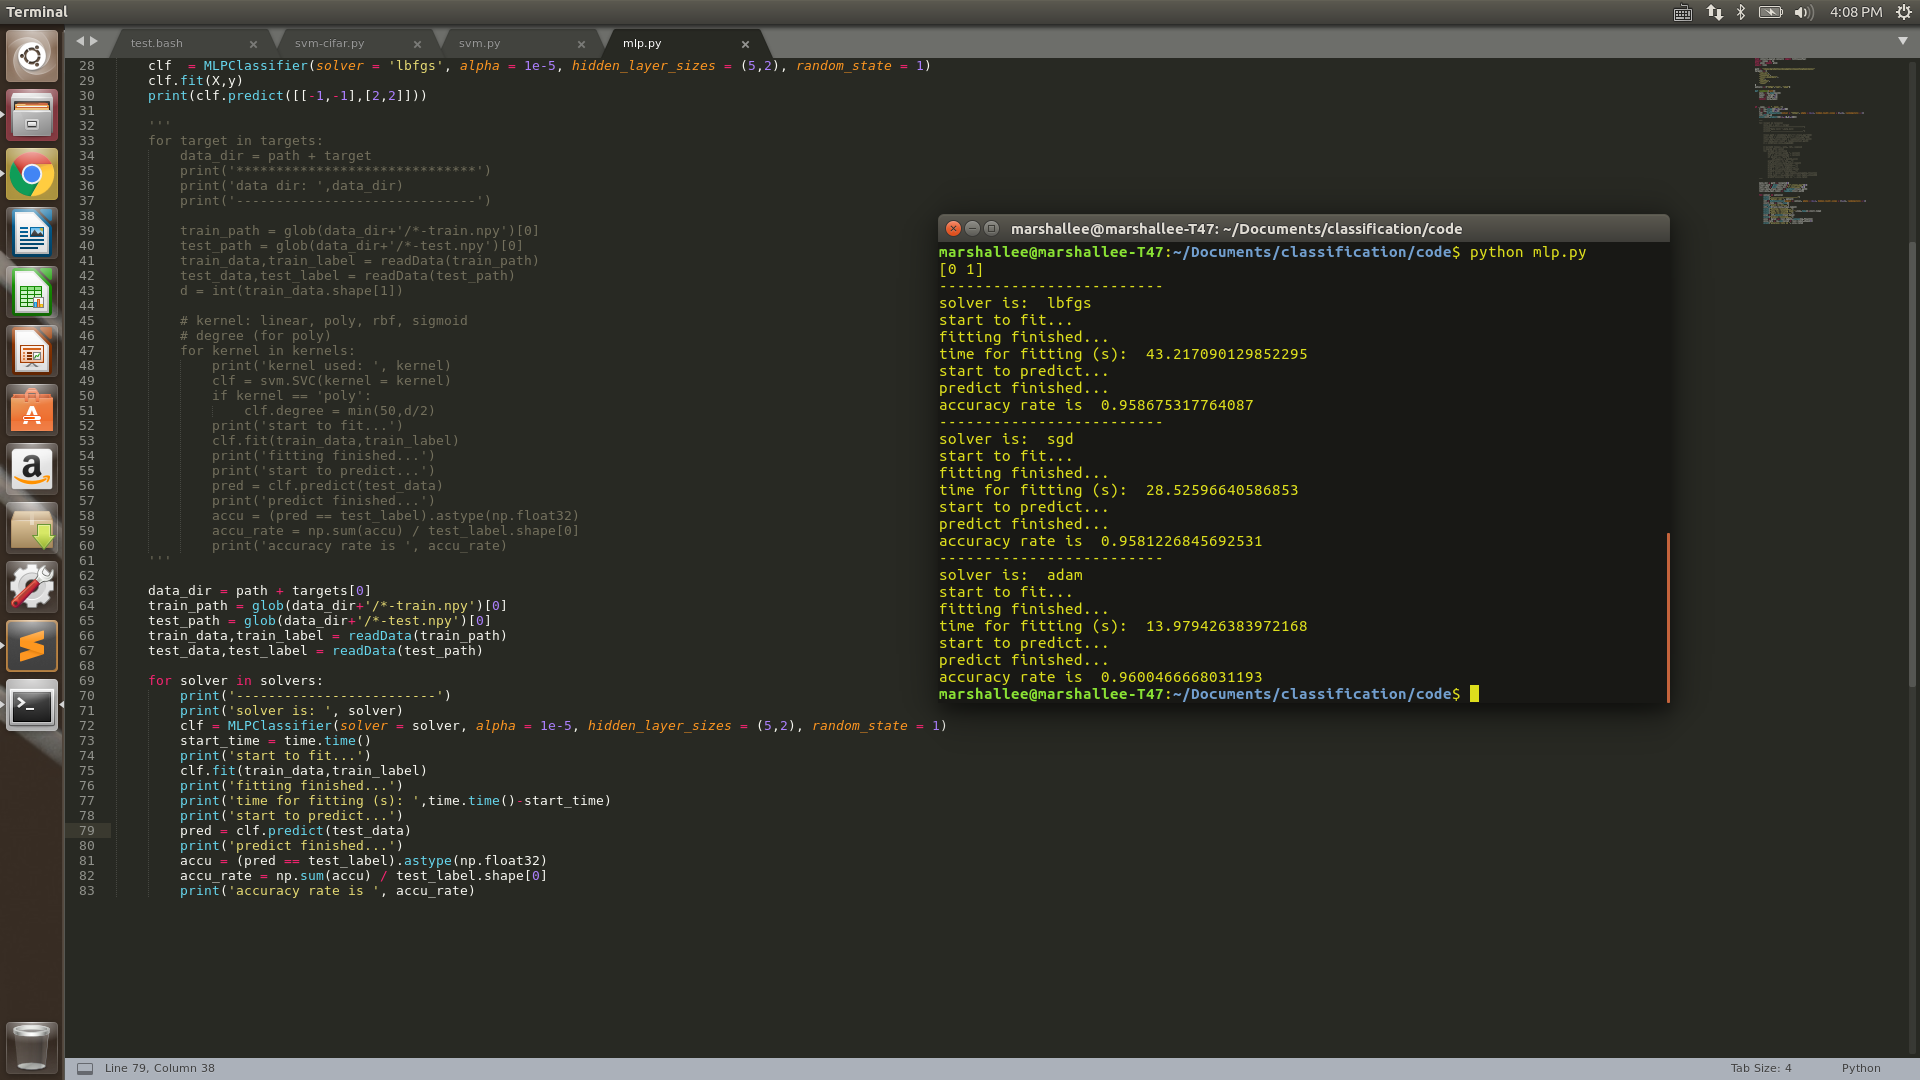 Terminal
4:08 PM
test.bash
svm-cifar.py
svm.py
mlp.py
28 clf  = MLPClassifier(solver = 'lbfgs', alpha = 1e-5, hidden_layer_sizes = (5,2), random_state = 1)
29 clf.fit(X,y)
30 print(clf.predict([[-1,-1],[2,2]]))
31
32 '''
33 for target in targets:
34     data_dir = path + target
35     print('******************************')
36     print('data dir: ',data_dir)
37     print('------------------------------')
38
39     train_path = glob(data_dir+'/*-train.npy')[0]
40     test_path = glob(data_dir+'/*-test.npy')[0]
41     train_data,train_label = readData(train_path)
42     test_data,test_label = readData(test_path)
43     d = int(train_data.shape[1])
44
45     # kernel: linear, poly, rbf, sigmoid
46     # degree (for poly)
47     for kernel in kernels:
48         print('kernel used: ', kernel)
49         clf = svm.SVC(kernel = kernel)
50         if kernel == 'poly':
51             clf.degree = min(50,d/2)
52         print('start to fit...')
53         clf.fit(train_data,train_label)
54         print('fitting finished...')
55         print('start to predict...')
56         pred = clf.predict(test_data)
57         print('predict finished...')
58         accu = (pred == test_label).astype(np.float32)
59         accu_rate = np.sum(accu) / test_label.shape[0]
60         print('accuracy rate is ', accu_rate)
61 '''
62
63 data_dir = path + targets[0]
64 train_path = glob(data_dir+'/*-train.npy')[0]
65 test_path = glob(data_dir+'/*-test.npy')[0]
66 train_data,train_label = readData(train_path)
67 test_data,test_label = readData(test_path)
68
69 for solver in solvers:
70     print('-------------------------')
71     print('solver is: ', solver)
72     clf = MLPClassifier(solver = solver, alpha = 1e-5, hidden_layer_sizes = (5,2), random_state = 1)
73     start_time = time.time()
74     print('start to fit...')
75     clf.fit(train_data,train_label)
76     print('fitting finished...')
77     print('time for fitting (s): ',time.time()-start_time)
78     print('start to predict...')
79     pred = clf.predict(test_data)
80     print('predict finished...')
81     accu = (pred == test_label).astype(np.float32)
82     accu_rate = np.sum(accu) / test_label.shape[0]
83     print('accuracy rate is ', accu_rate)
marshallee@marshallee-T47: ~/Documents/classification/code
marshallee@marshallee-T47:~/Documents/classification/code$ python mlp.py
[0 1]
-------------------------
solver is:  lbfgs
start to fit...
fitting finished...
time for fitting (s):  43.217090129852295
start to predict...
predict finished...
accuracy rate is  0.958675317764087
-------------------------
solver is:  sgd
start to fit...
fitting finished...
time for fitting (s):  28.52596640586853
start to predict...
predict finished...
accuracy rate is  0.9581226845692531
-------------------------
solver is:  adam
start to fit...
fitting finished...
time for fitting (s):  13.979426383972168
start to predict...
predict finished...
accuracy rate is  0.9600466668031193
marshallee@marshallee-T47:~/Documents/classification/code$
Line 79, Column 38
Tab Size: 4
Python